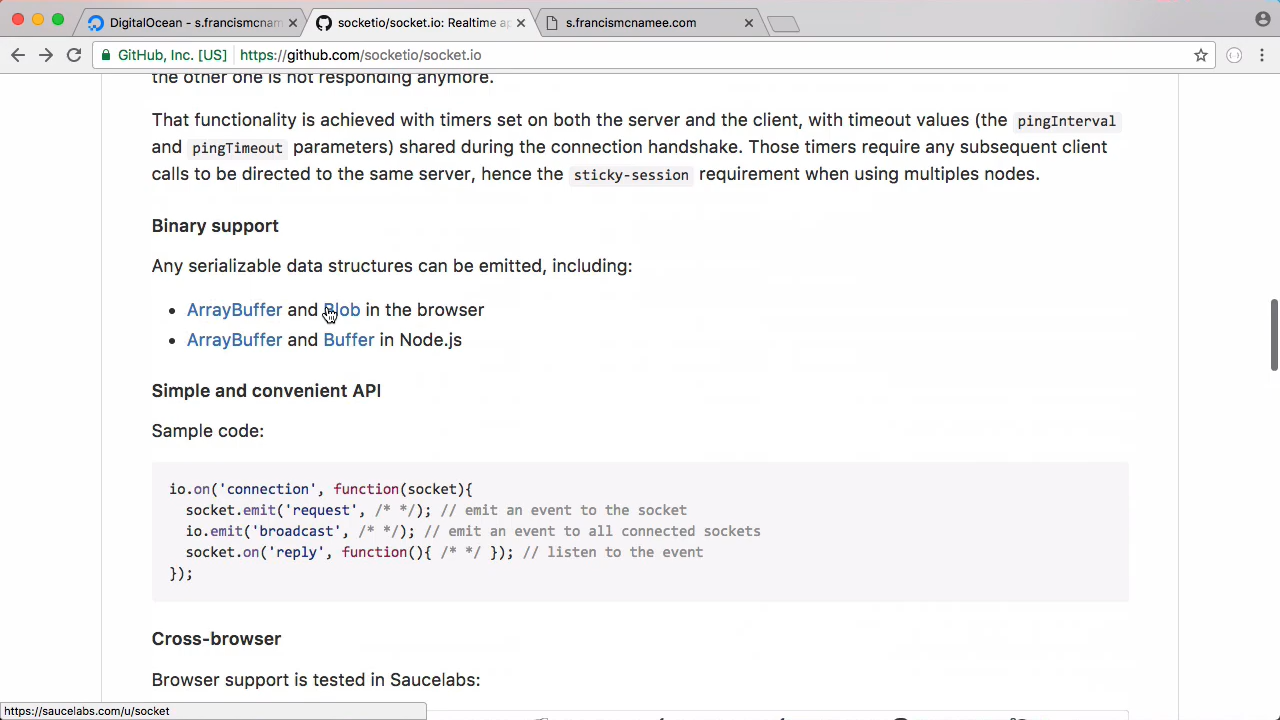 DigitalOcean - s.francismcnam
socketio/socket.io: Realtime ap
s.francismcnamee.com
GitHub, Inc. [US]
https://github.com/socketio/socket.io
the other one is not responding anymore.
That functionality is achieved with timers set on both the server and the client, with timeout values (the pingInterval
and pingTimeout parameters) shared during the connection handshake. Those timers require any subsequent client
calls to be directed to the same server, hence the sticky-session requirement when using multiples nodes.
Binary support
Any serializable data structures can be emitted, including:
• ArrayBuffer and Blob in the browser
• ArrayBuffer and Buffer in Node.js
Simple and convenient API
Sample code:
io.on('connection', function(socket){
  socket.emit('request', /* */); // emit an event to the socket
  io.emit('broadcast', /* */); // emit an event to all connected sockets
  socket.on('reply', function(){ /* */ }); // listen to the event
});
Cross-browser
Browser support is tested in Saucelabs:
https://saucelabs.com/u/socket